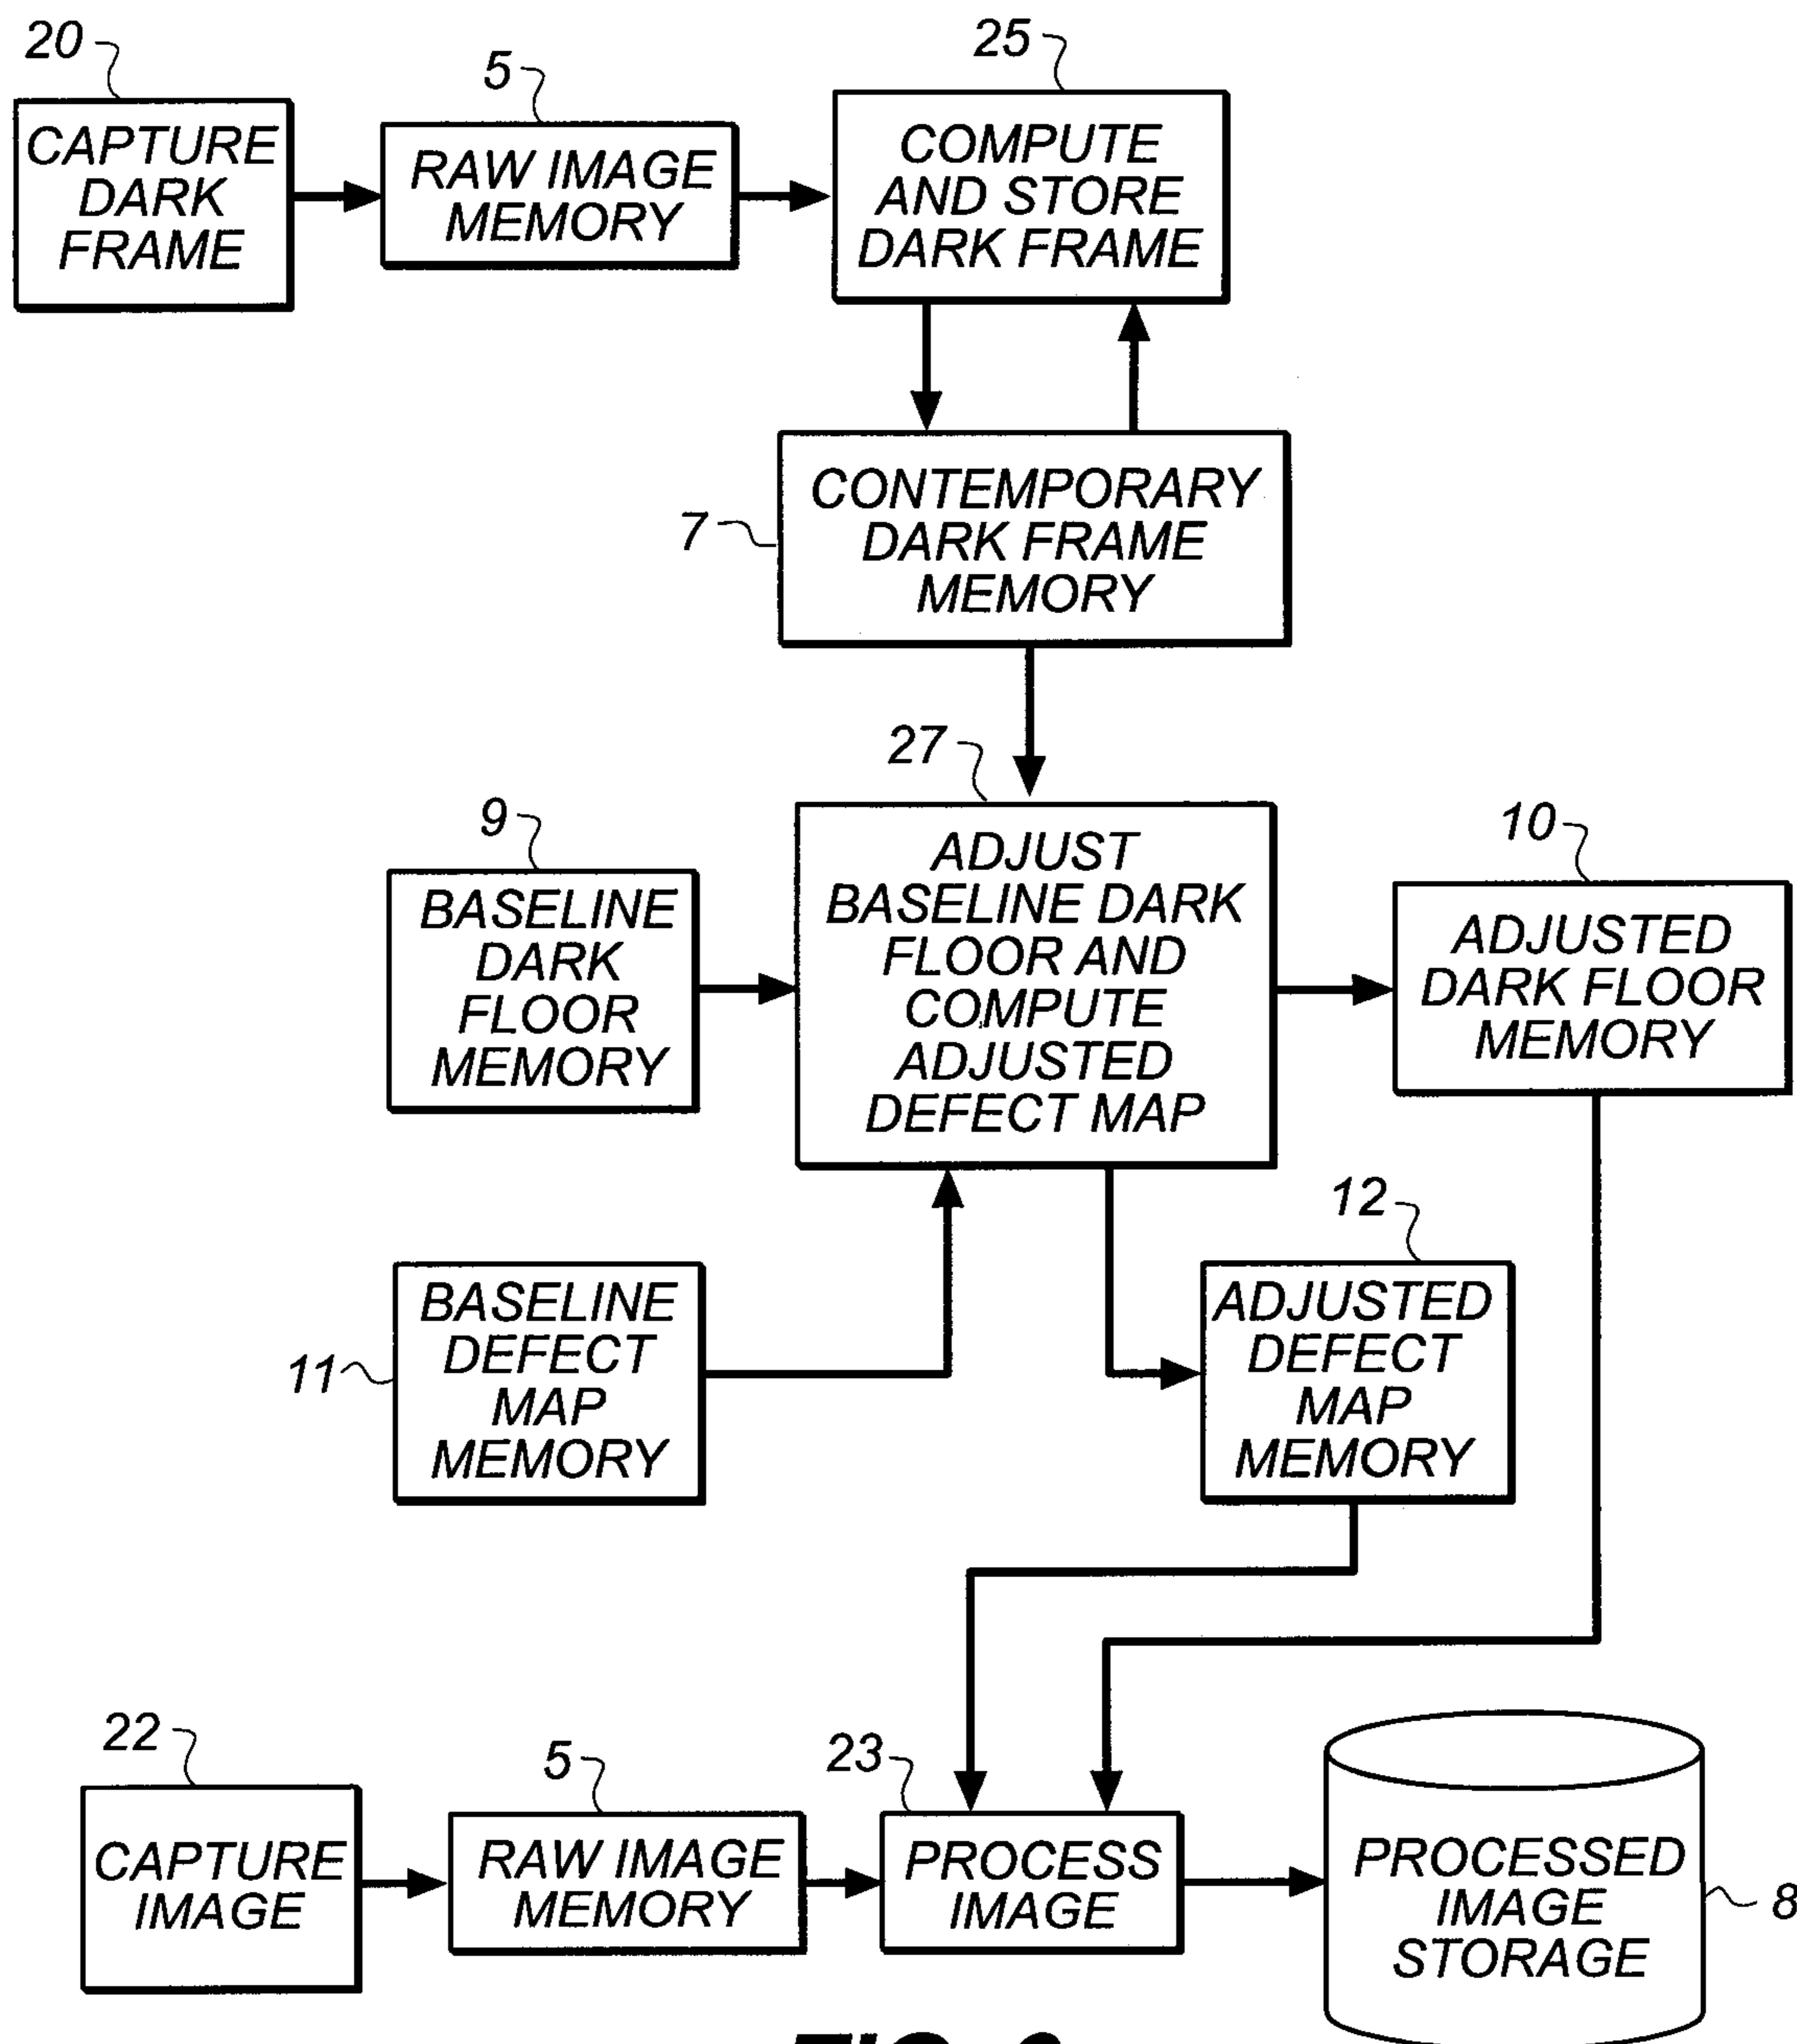 20
5
25
CAPTURE
DARK
FRAME
RAW IMAGE
MEMORY
COMPUTE
AND STORE
DARK FRAME
7
CONTEMPORARY
DARK FRAME
MEMORY
27
9
10
BASELINE
DARK
FLOOR
MEMORY
ADJUST
BASELINE DARK
FLOOR AND
COMPUTE
ADJUSTED
DEFECT MAP
ADJUSTED
DARK FLOOR
MEMORY
12
11
BASELINE
DEFECT
MAP
MEMORY
ADJUSTED
DEFECT
MAP
MEMORY
22
5
23
CAPTURE
IMAGE
RAW IMAGE
MEMORY
PROCESS
IMAGE
PROCESSED
IMAGE
STORAGE
8